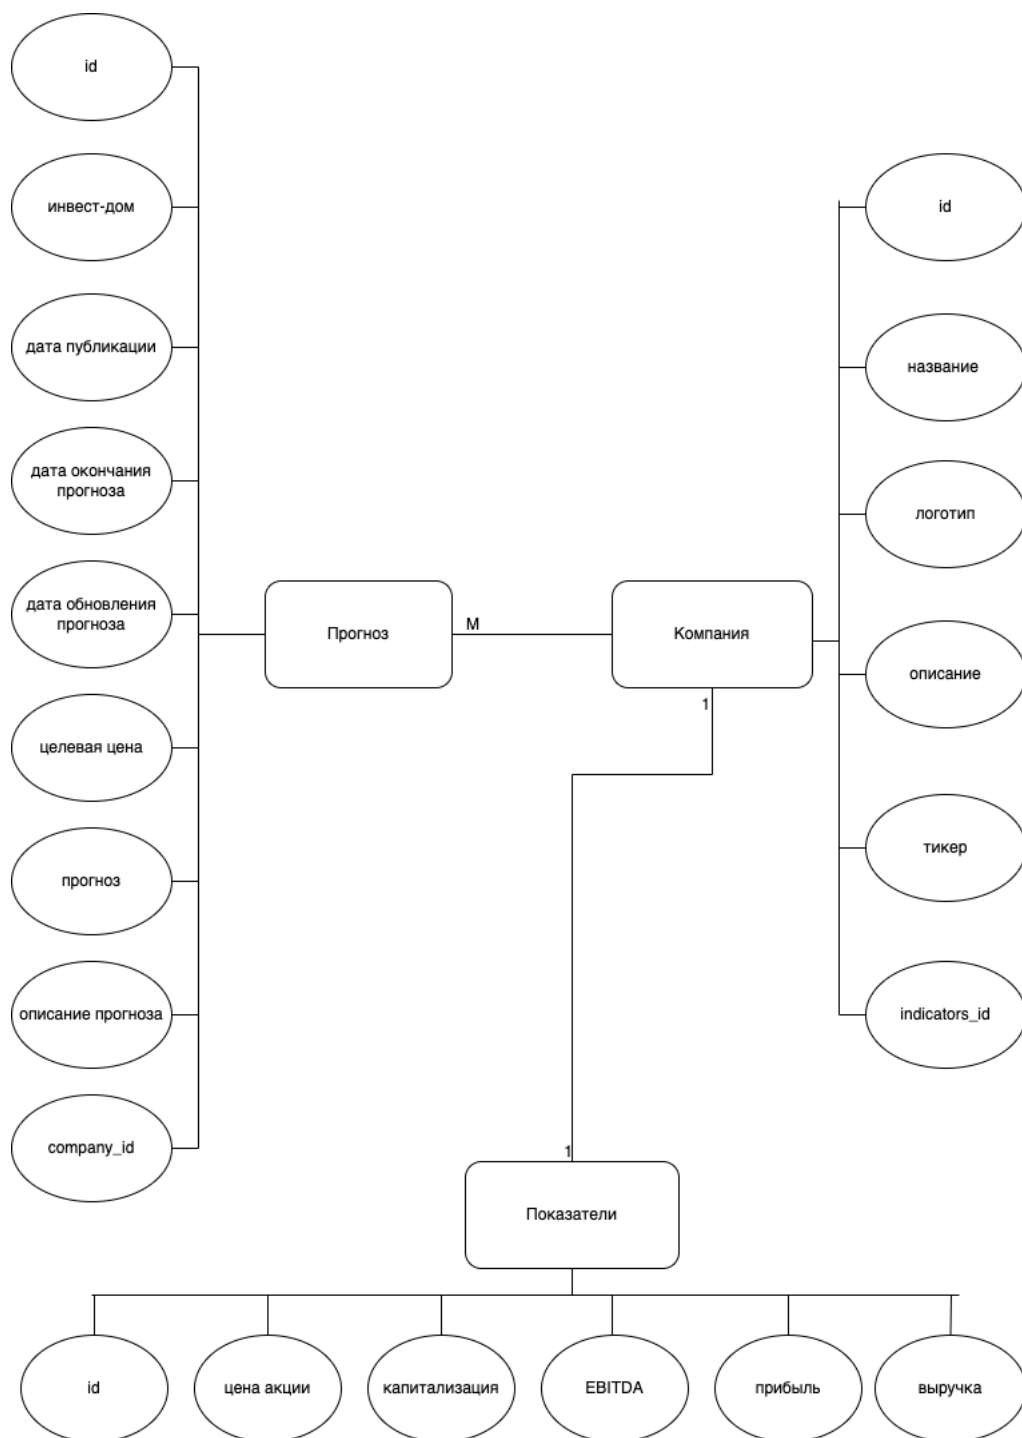 id
инвест-дом
дата публикации
дата окончания
прогноза
дата обновления
прогноза
целевая цена
прогноз
описание прогноза
company_id
Прогноз
M
Компания
1
id
название
логотип
описание
тикер
indicators_id
1
Показатели
id
цена акции
капитализация
EBITDA
прибыль
выручка